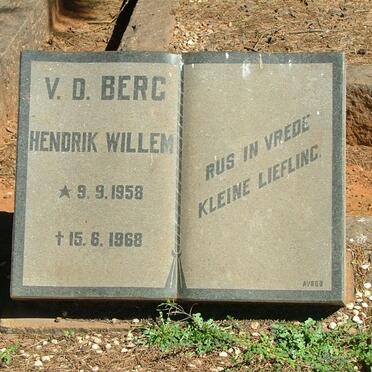 V. D. BERG
HENDRIK WILLEM
★ 9. 9. 1958
† 15. 6. 1968
RUS IN VREDE
KLEINE LIEFLING.